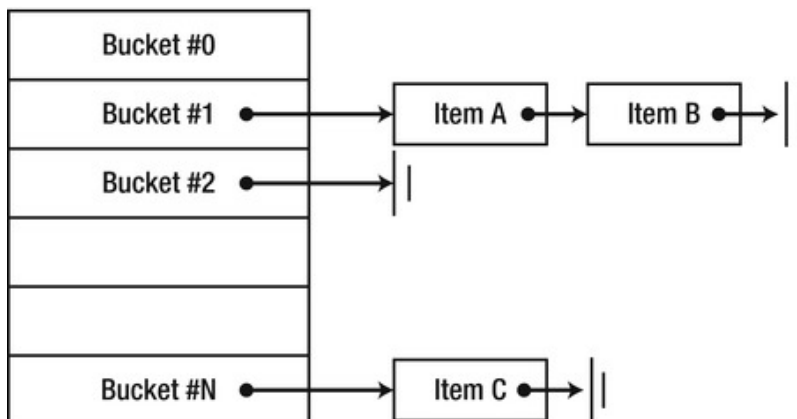 Bucket #0
Bucket #1
Item A
Item B
Bucket #2
Bucket #N
Item C